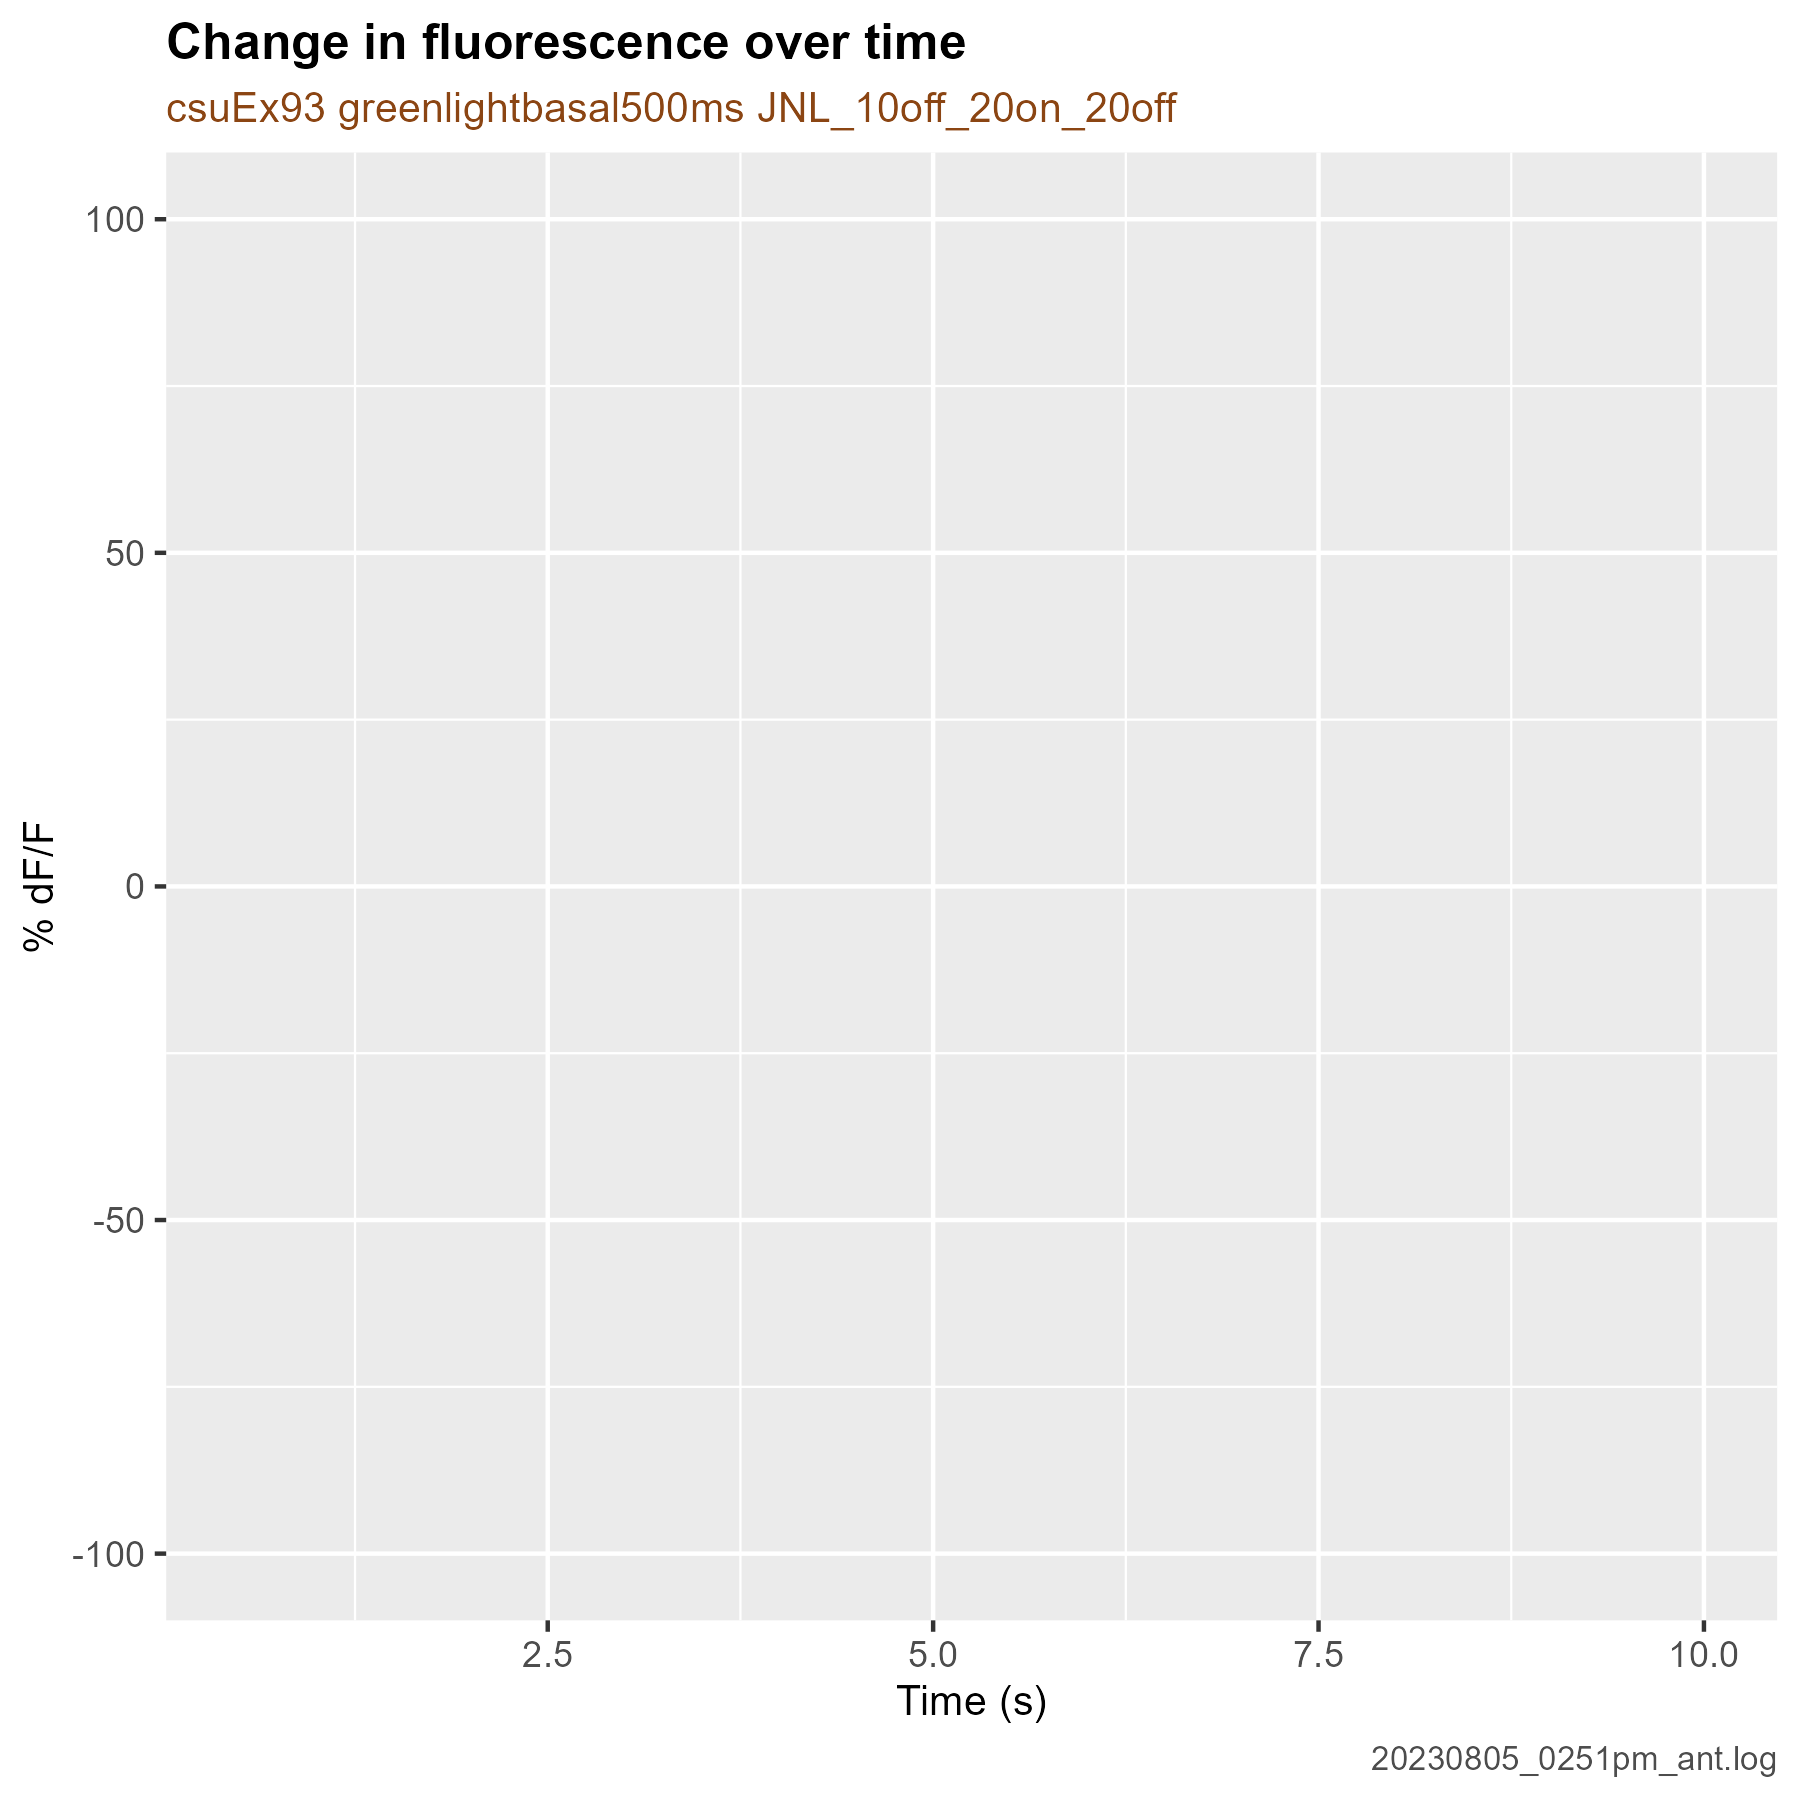 Change in fluorescence over time
csuEx93 greenlightbasal500ms JNL_10off_20on_20off
100
50
0
-50
-100
% dF/F
2.5 5.0 7.5 10.0
Time (s)
20230805_0251pm_ant.log